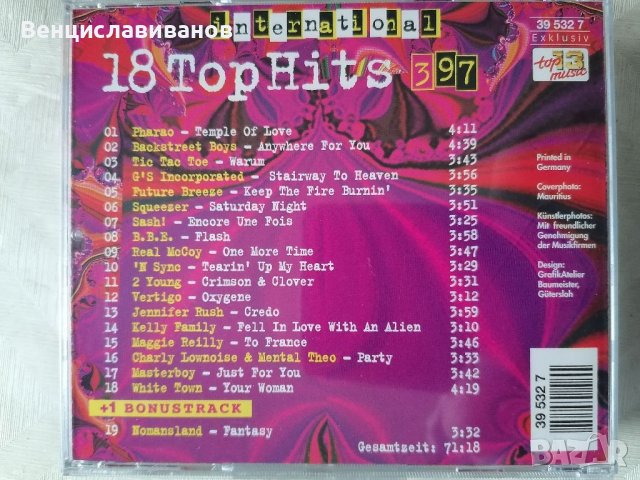 Венциславиванов
international
39 532 7
Exklusiv
top 13 music
18 Top Hits 397
01 Pharao – Temple Of Love 4:11
02 Backstreet Boys – Anywhere For You 4:39
03 Tic Tac Toe – Warum 3:43
04 G'S Incorporated – Stairway To Heaven 3:56
05 Future Breeze – Keep The Fire Burnin' 3:35
06 Squeezer – Saturday Night 3:51
07 Sash! – Encore Une Fois 3:25
08 B.B.E. – Flash 3:58
09 Real McCoy – One More Time 3:47
10 'N Sync – Tearin' Up My Heart 3:29
11 2 Young – Crimson & Clover 3:31
12 Vertigo – Oxygene 3:12
13 Jennifer Rush – Credo 3:59
14 Kelly Family – Fell In Love With An Alien 3:10
15 Maggie Reilly – To France 3:46
16 Charly Lownoise & Mental Theo – Party 3:33
17 Masterboy – Just For You 3:42
18 White Town – Your Woman 4:19
+1 BONUSTRACK
19 Nomansland – Fantasy 3:32
Gesamtzeit: 71:18
Printed in
Germany
Coverphoto:
Mauritius
Künstlerphotos:
Mit freundlicher
Genehmigung
der Musikfirmen
Design:
GrafikAtelier
Baumeister,
Gütersloh
39 532 7
BAZAR